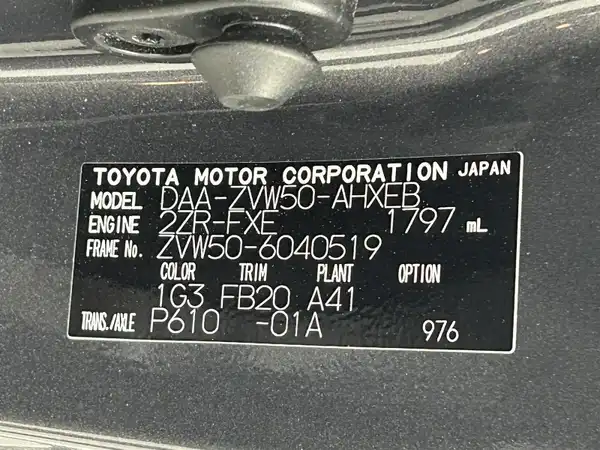 TOYOTA MOTOR CORPORATION JAPAN
MODEL DAA-ZVW50-AHXEB
ENGINE 2ZR-FXE 1797 mL
FRAME No. ZVW50-6040519
COLOR TRIM PLANT OPTION
1G3 FB20 A41
TRANS./AXLE P610 -01A 976